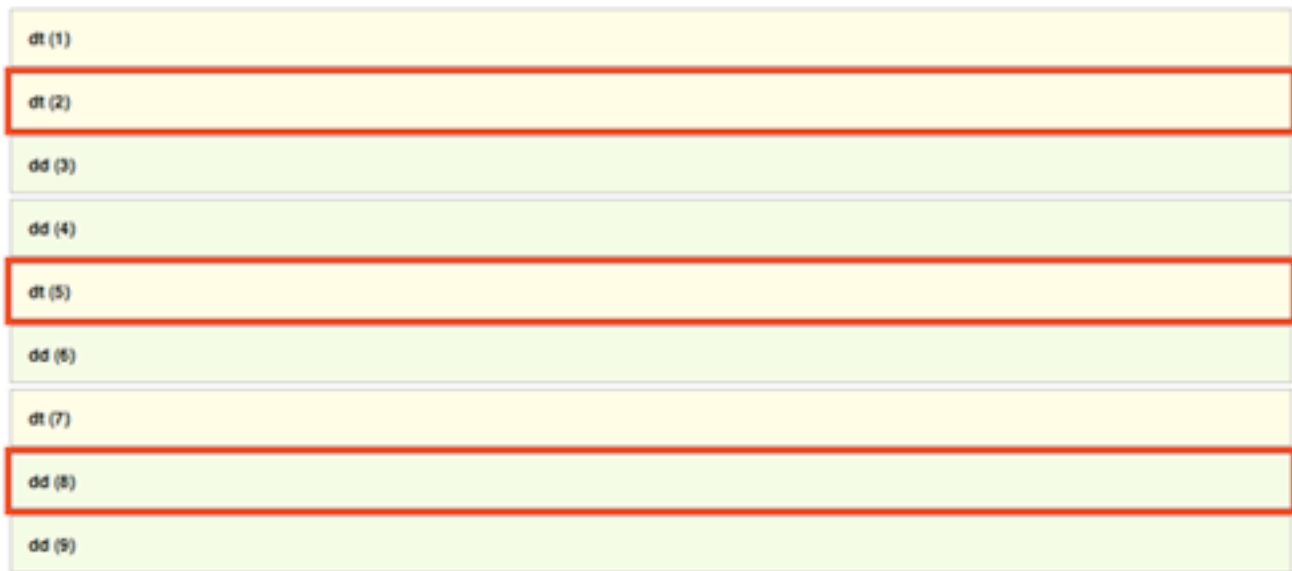 dt (1)
dt (2)
dd (3)
dd (4)
dt (5)
dd (6)
dt (7)
dd (8)
dd (9)